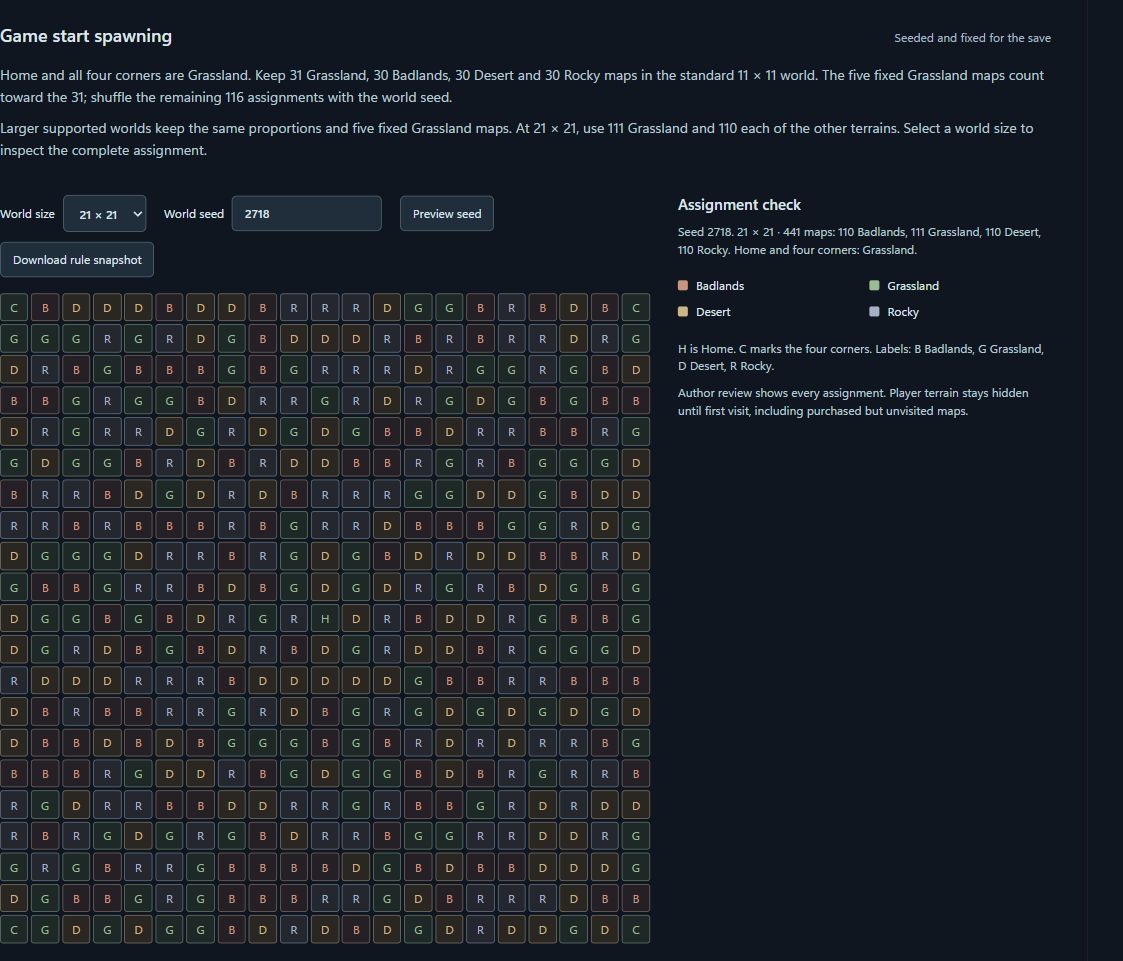 Game start spawning
Seeded and fixed for the save
Home and all four corners are Grassland. Keep 31 Grassland, 30 Badlands, 30 Desert and 30 Rocky maps in the standard 11 × 11 world. The five fixed Grassland maps count
toward the 31; shuffle the remaining 116 assignments with the world seed.
Larger supported worlds keep the same proportions and five fixed Grassland maps. At 21 × 21, use 111 Grassland and 110 each of the other terrains. Select a world size to
inspect the complete assignment.
World size 21 × 21 World seed 2718 Preview seed
Download rule snapshot
C B D D D B D D B R R R D G G B R B D B C
G G G R G R D G B D D D R B R B R R D R G
D R B G B B B G B G R R R D R G G R G B D
B B G R G G B D R R G R D R G D G B G B B
D R G R R D G R D G D G B B D R R B B R G
G D G G B R D B R D D B B R G R B G G G D
B R R B D G D R D B R R R G G D D G B D D
R R B R B B B R B G R R D B B B G G R D G
D G G G D R R B R G D G B D R D D B B R D
G B B G R R B D B G D G D R G R B D G B G
D G G B G B D R G R H D R B D D R G B B G
D G R D B G B D R B D G R D D B R G G G D
R D D D R R R B D D D D D G B B R R B B B
D B R B B R R G R D B G R G D G D G D G D
D B B D B D B G G G B G B R D R D R R B G
B B B R G D D R B G D G G B D B R G R R B
R G D R R B B D D R R G R B B G R D R D D
R B R G D G R G B D R R B G G R R D D R G
G R G B R R G B B B B D G B D B B D D D G
D G B B G R G B B B R R G D B R R R D B B
C G D G D G G B D R D B D G D R D D G D C
Assignment check
Seed 2718. 21 × 21 · 441 maps: 110 Badlands, 111 Grassland, 110 Desert,
110 Rocky. Home and four corners: Grassland.
Badlands Grassland
Desert Rocky
H is Home. C marks the four corners. Labels: B Badlands, G Grassland,
D Desert, R Rocky.
Author review shows every assignment. Player terrain stays hidden
until first visit, including purchased but unvisited maps.